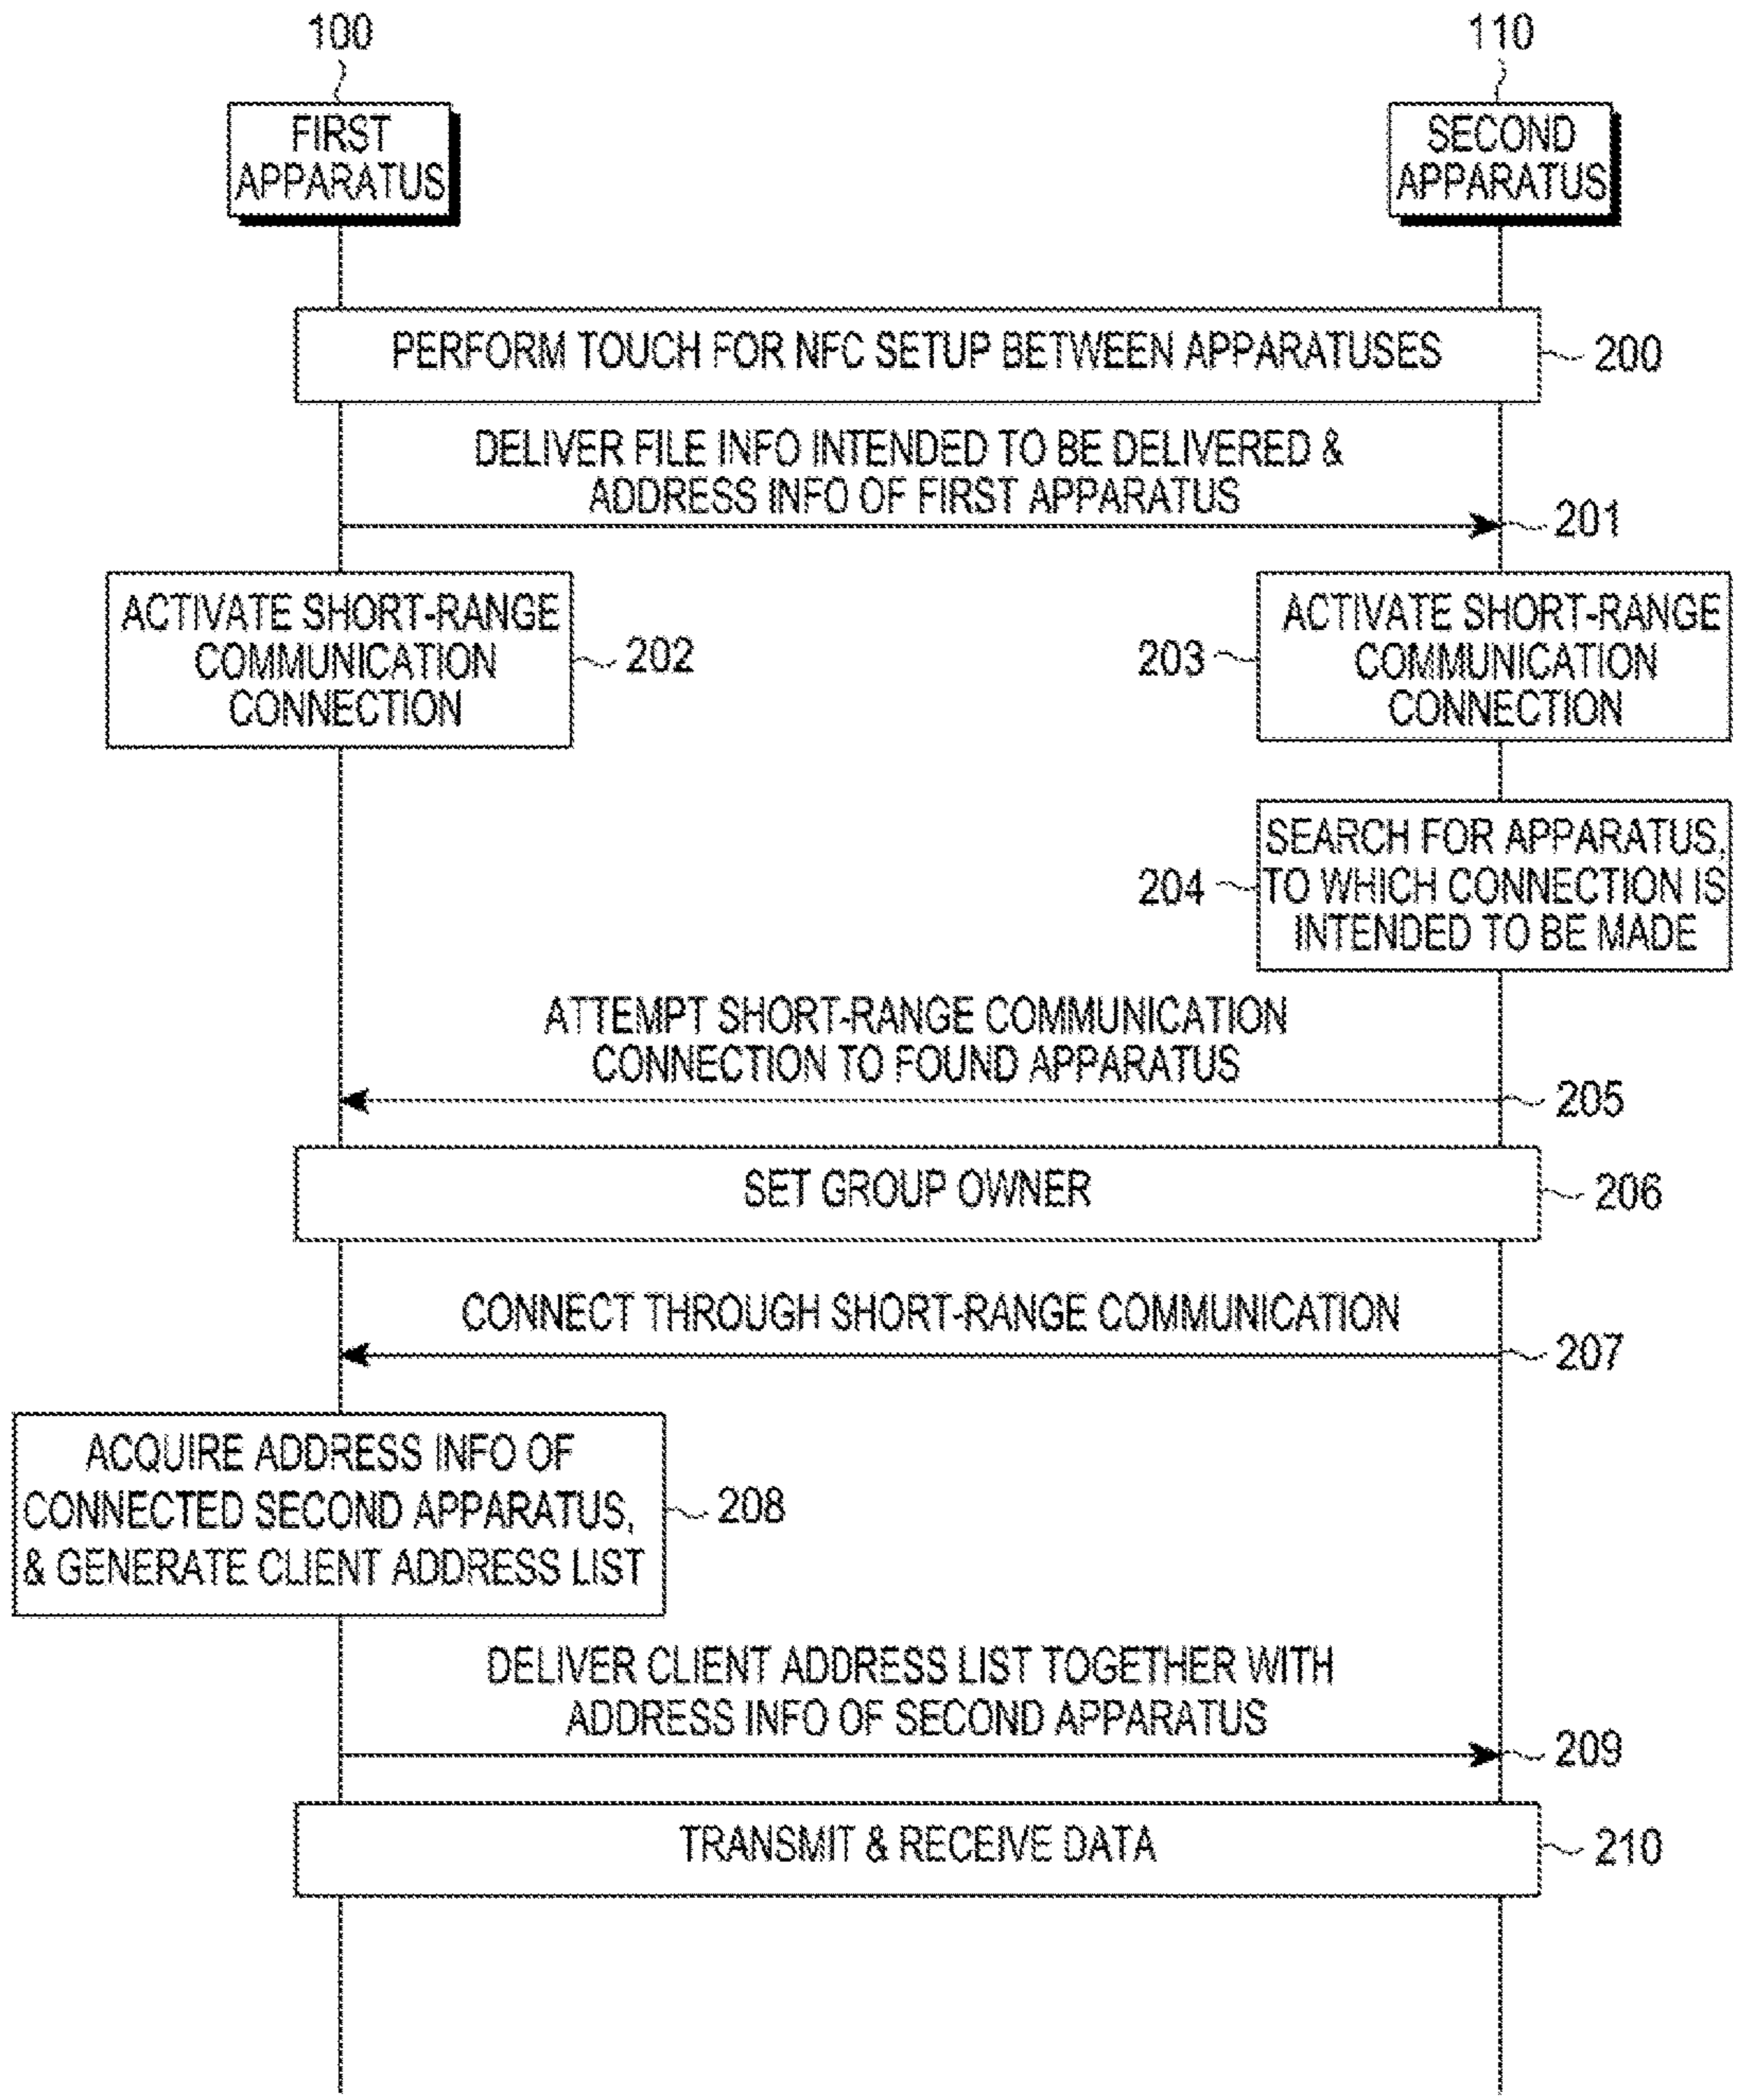 100
110
FIRST
APPARATUS
SECOND
APPARATUS
PERFORM TOUCH FOR NFC SETUP BETWEEN APPARATUSES
200
DELIVER FILE INFO INTENDED TO BE DELIVERED &
ADDRESS INFO OF FIRST APPARATUS
201
ACTIVATE SHORT-RANGE
COMMUNICATION
CONNECTION
202
203
ACTIVATE SHORT-RANGE
COMMUNICATION
CONNECTION
204
SEARCH FOR APPARATUS,
TO WHICH CONNECTION IS
INTENDED TO BE MADE
ATTEMPT SHORT-RANGE COMMUNICATION
CONNECTION TO FOUND APPARATUS
205
SET GROUP OWNER
206
CONNECT THROUGH SHORT-RANGE COMMUNICATION
207
ACQUIRE ADDRESS INFO OF
CONNECTED SECOND APPARATUS,
& GENERATE CLIENT ADDRESS LIST
208
DELIVER CLIENT ADDRESS LIST TOGETHER WITH
ADDRESS INFO OF SECOND APPARATUS
209
TRANSMIT & RECEIVE DATA
210